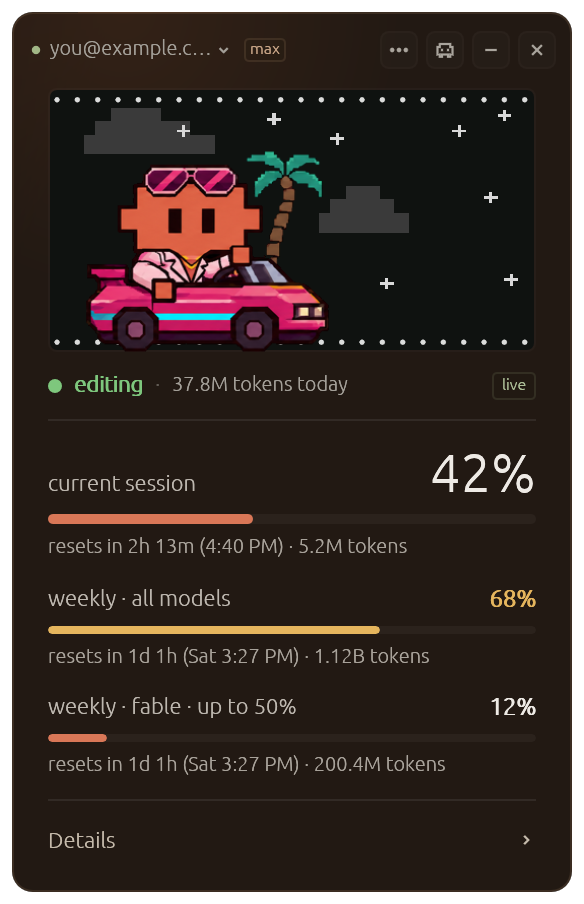 you@example.c...
max
editing · 37.8M tokens today
live
current session
42%
resets in 2h 13m (4:40 PM) · 5.2M tokens
weekly · all models
68%
resets in 1d 1h (Sat 3:27 PM) · 1.12B tokens
weekly · fable · up to 50%
12%
resets in 1d 1h (Sat 3:27 PM) · 200.4M tokens
Details